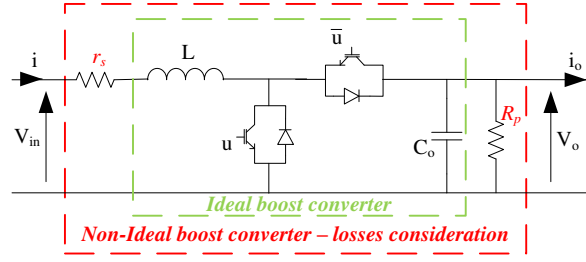 i
r_s
L
u̅
i_o
V_in
u
C_o
R_p
V_o
Ideal boost converter
Non-Ideal boost converter – losses consideration